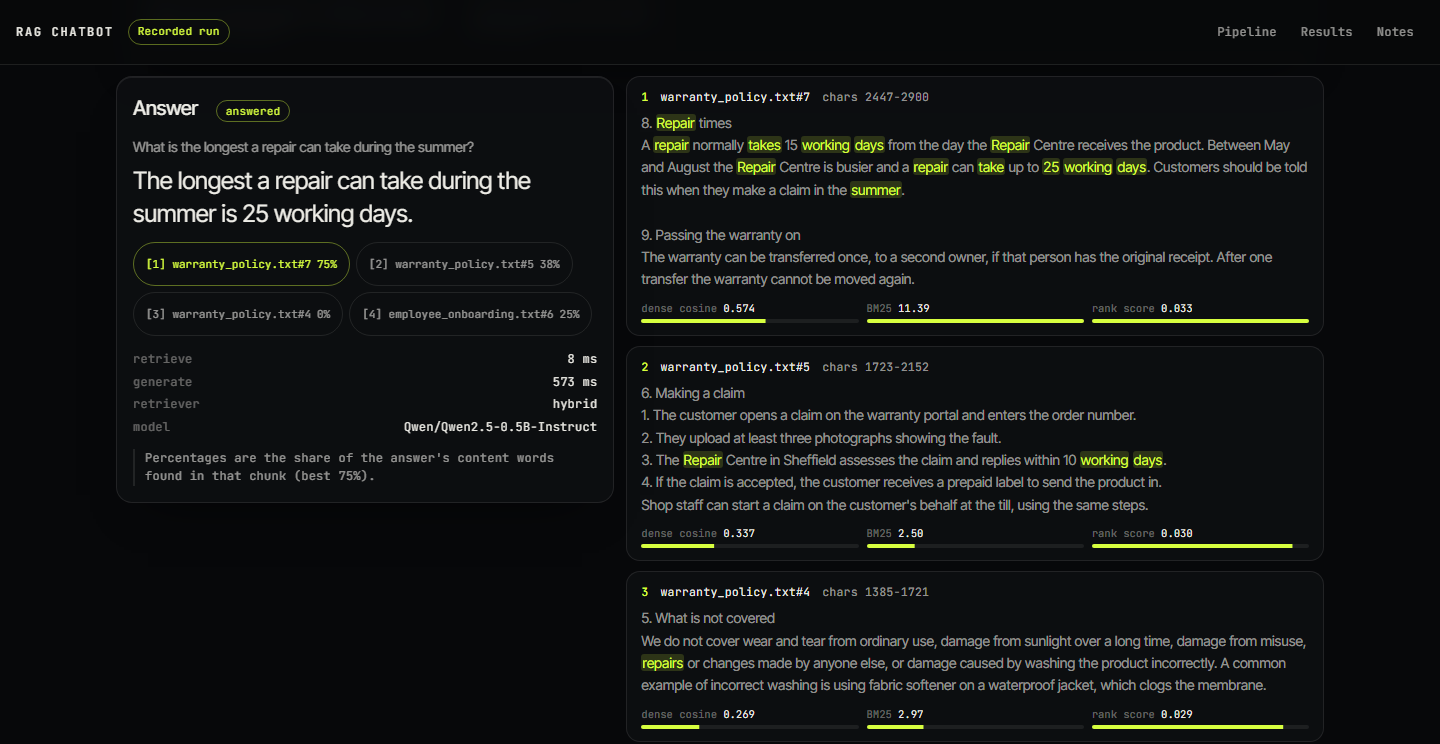 RAG CHATBOT Recorded run Pipeline Results Notes
Answer answered
What is the longest a repair can take during the summer?
The longest a repair can take during the
summer is 25 working days.
[1] warranty_policy.txt#7 75% [2] warranty_policy.txt#5 38%
[3] warranty_policy.txt#4 0% [4] employee_onboarding.txt#6 25%
retrieve 8 ms
generate 573 ms
retriever hybrid
model Qwen/Qwen2.5-0.5B-Instruct
Percentages are the share of the answer's content words
found in that chunk (best 75%).
1 warranty_policy.txt#7 chars 2447-2900
8. Repair times
A repair normally takes 15 working days from the day the Repair Centre receives the product. Between May
and August the Repair Centre is busier and a repair can take up to 25 working days. Customers should be told
this when they make a claim in the summer.
9. Passing the warranty on
The warranty can be transferred once, to a second owner, if that person has the original receipt. After one
transfer the warranty cannot be moved again.
dense cosine 0.574 BM25 11.39 rank score 0.033
2 warranty_policy.txt#5 chars 1723-2152
6. Making a claim
1. The customer opens a claim on the warranty portal and enters the order number.
2. They upload at least three photographs showing the fault.
3. The Repair Centre in Sheffield assesses the claim and replies within 10 working days.
4. If the claim is accepted, the customer receives a prepaid label to send the product in.
Shop staff can start a claim on the customer's behalf at the till, using the same steps.
dense cosine 0.337 BM25 2.50 rank score 0.030
3 warranty_policy.txt#4 chars 1385-1721
5. What is not covered
We do not cover wear and tear from ordinary use, damage from sunlight over a long time, damage from misuse,
repairs or changes made by anyone else, or damage caused by washing the product incorrectly. A common
example of incorrect washing is using fabric softener on a waterproof jacket, which clogs the membrane.
dense cosine 0.269 BM25 2.97 rank score 0.029